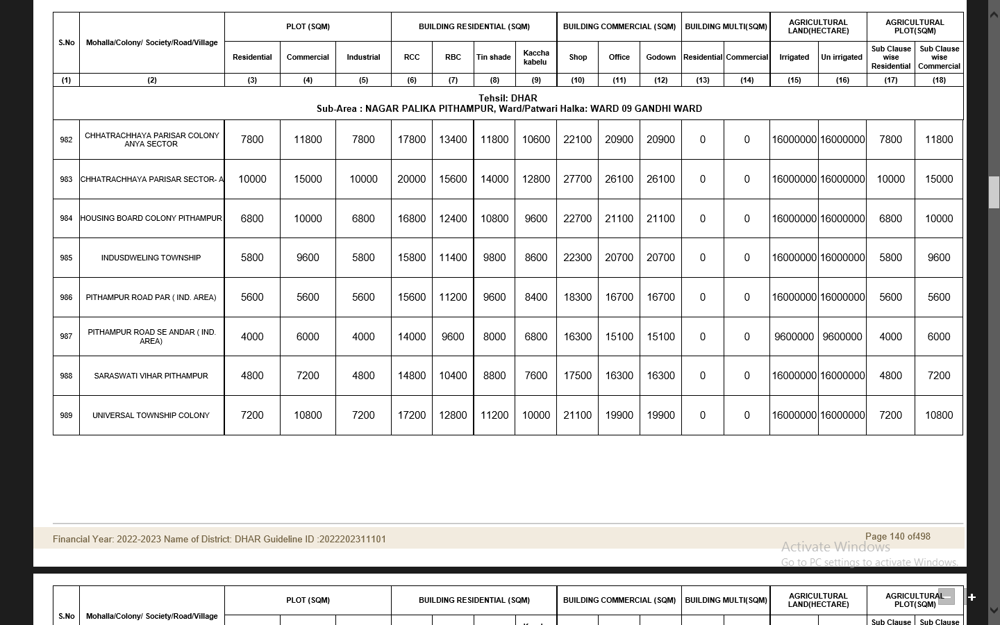 S.No Mohalla/Colony/ Society/Road/Village PLOT (SQM) BUILDING RESIDENTIAL (SQM) BUILDING COMMERCIAL (SQM) BUILDING MULTI(SQM) AGRICULTURAL LAND(HECTARE) AGRICULTURAL PLOT(SQM)
Residential Commercial Industrial RCC RBC Tin shade Kaccha kabelu Shop Office Godown Residential Commercial Irrigated Un irrigated Sub Clause wise Residential Sub Clause wise Commercial
(1) (2) (3) (4) (5) (6) (7) (8) (9) (10) (11) (12) (13) (14) (15) (16) (17) (18)
Tehsil: DHAR
Sub-Area : NAGAR PALIKA PITHAMPUR, Ward/Patwari Halka: WARD 09 GANDHI WARD
982 CHHATRACHHAYA PARISAR COLONY ANYA SECTOR 7800 11800 7800 17800 13400 11800 10600 22100 20900 20900 0 0 16000000 16000000 7800 11800
983 CHHATRACHHAYA PARISAR SECTOR- A 10000 15000 10000 20000 15600 14000 12800 27700 26100 26100 0 0 16000000 16000000 10000 15000
984 HOUSING BOARD COLONY PITHAMPUR 6800 10000 6800 16800 12400 10800 9600 22700 21100 21100 0 0 16000000 16000000 6800 10000
985 INDUSDWELING TOWNSHIP 5800 9600 5800 15800 11400 9800 8600 22300 20700 20700 0 0 16000000 16000000 5800 9600
986 PITHAMPUR ROAD PAR ( IND. AREA) 5600 5600 5600 15600 11200 9600 8400 18300 16700 16700 0 0 16000000 16000000 5600 5600
987 PITHAMPUR ROAD SE ANDAR ( IND. AREA) 4000 6000 4000 14000 9600 8000 6800 16300 15100 15100 0 0 9600000 9600000 4000 6000
988 SARASWATI VIHAR PITHAMPUR 4800 7200 4800 14800 10400 8800 7600 17500 16300 16300 0 0 16000000 16000000 4800 7200
989 UNIVERSAL TOWNSHIP COLONY 7200 10800 7200 17200 12800 11200 10000 21100 19900 19900 0 0 16000000 16000000 7200 10800
Financial Year: 2022-2023 Name of District: DHAR Guideline ID :2022202311101 Page 140 of498
Activate Windows
Go to PC settings to activate Windows.
S.No Mohalla/Colony/ Society/Road/Village PLOT (SQM) BUILDING RESIDENTIAL (SQM) BUILDING COMMERCIAL (SQM) BUILDING MULTI(SQM) AGRICULTURAL LAND(HECTARE) AGRICULTURAL PLOT(SQM)
Sub Clause Sub Clause